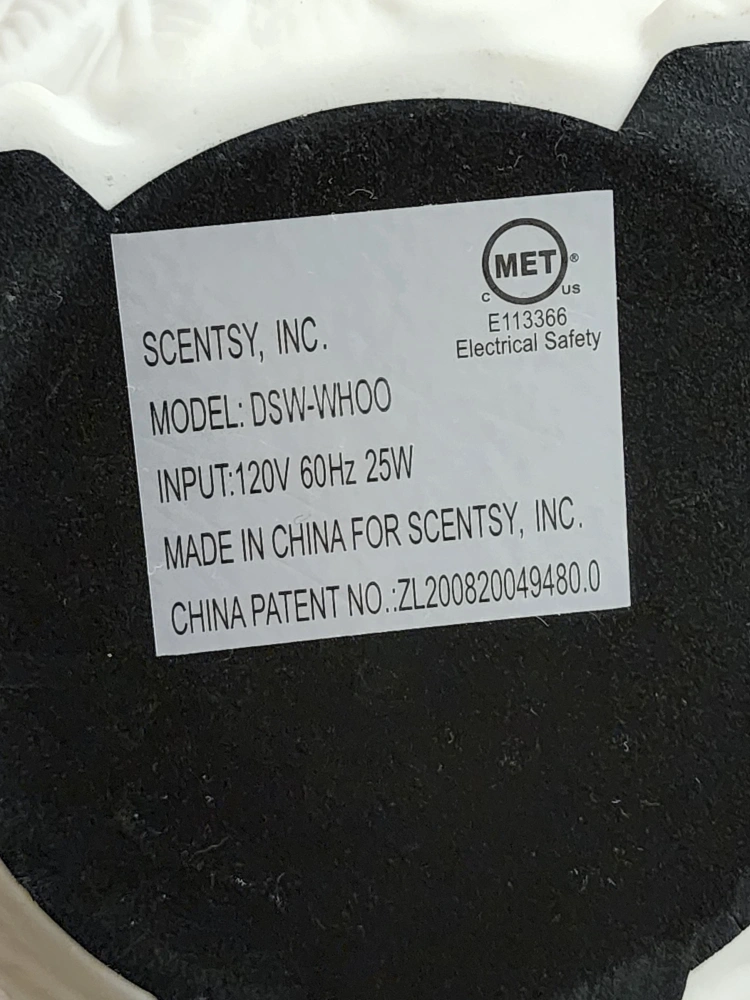 MET®
C US
E113366
Electrical Safety
SCENTSY, INC.
MODEL: DSW-WHOO
INPUT:120V 60Hz 25W
MADE IN CHINA FOR SCENTSY, INC.
CHINA PATENT NO.:ZL200820049480.0